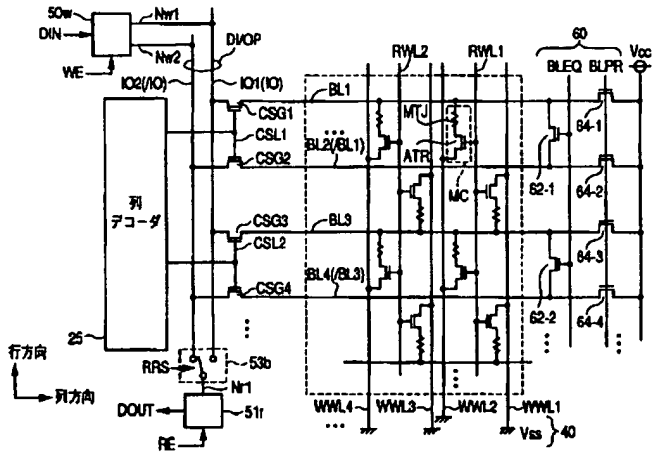 50w
Nw1
DIN
Nw2
DI/OP
WE
IO2(/IO)
IO1(IO)
RWL2
RWL1
60
BLEQ
BLPR
Vcc
BL1
CSG1
MTJ
64-1
CSL1
BL2(/BL1)
ATR
62-1
CSG2
MC
64-2
列
デコーダ
CSG3
BL3
CSL2
64-3
BL4(/BL3)
CSG4
62-2
64-4
25
行方向
RRS
53b
列方向
Nr1
DOUT
51r
RE
WWL4
WWL3
WWL2
WWL1
Vss
40